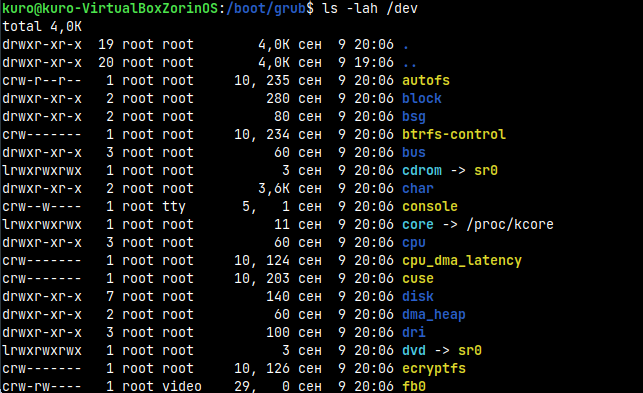 kuro@kuro-VirtualBoxZorinOS:/boot/grub$ ls -lah /dev
total 4,0K
drwxr-xr-x  19 root root        4,0K сен  9 20:06 .
drwxr-xr-x  20 root root        4,0K сен  9 19:06 ..
crw-r--r--   1 root root     10, 235 сен  9 20:06 autofs
drwxr-xr-x   2 root root         280 сен  9 20:06 block
drwxr-xr-x   2 root root          80 сен  9 20:06 bsg
crw-------   1 root root     10, 234 сен  9 20:06 btrfs-control
drwxr-xr-x   3 root root          60 сен  9 20:06 bus
lrwxrwxrwx   1 root root           3 сен  9 20:06 cdrom -> sr0
drwxr-xr-x   2 root root        3,6K сен  9 20:06 char
crw--w----   1 root tty       5,   1 сен  9 20:06 console
lrwxrwxrwx   1 root root          11 сен  9 20:06 core -> /proc/kcore
drwxr-xr-x   3 root root          60 сен  9 20:06 cpu
crw-------   1 root root     10, 124 сен  9 20:06 cpu_dma_latency
crw-------   1 root root     10, 203 сен  9 20:06 cuse
drwxr-xr-x   7 root root         140 сен  9 20:06 disk
drwxr-xr-x   2 root root          60 сен  9 20:06 dma_heap
drwxr-xr-x   3 root root         100 сен  9 20:06 dri
lrwxrwxrwx   1 root root           3 сен  9 20:06 dvd -> sr0
crw-------   1 root root     10, 126 сен  9 20:06 ecryptfs
crw-rw----   1 root video    29,   0 сен  9 20:06 fb0